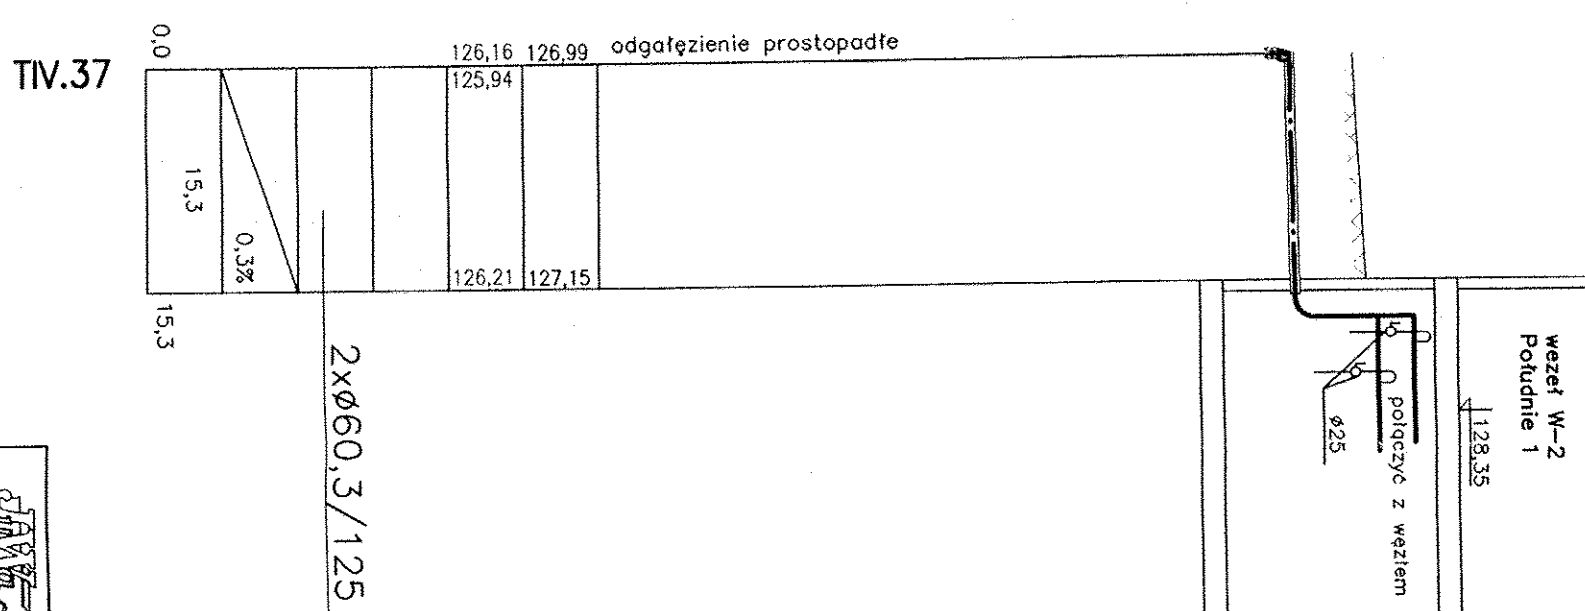 TIV.37
0,0
126,16 126,99
odgałęzienie prostopadłe
125,94
15,3
0,3%
126,21 127,15
15,3
2xø60,3/125
węzeł W-2
Południe 1
128,35
połączyć z węzłem
ø25